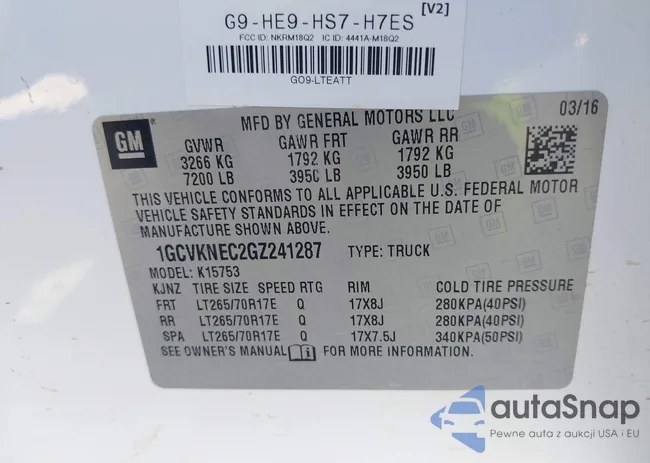 G9-HE9-HS7-H7ES [V2]
FCC ID: NKRM18Q2 IC ID: 4441A-M18Q2
GO9-LTEATT
MFD BY GENERAL MOTORS LLC 03/16
GM
GVWR GAWR FRT GAWR RR
3266 KG 1792 KG 1792 KG
7200 LB 3950 LB 3950 LB
THIS VEHICLE CONFORMS TO ALL APPLICABLE U.S. FEDERAL MOTOR
VEHICLE SAFETY STANDARDS IN EFFECT ON THE DATE OF
MANUFACTURE SHOWN ABOVE.
1GCVKNEC2GZ241287 TYPE: TRUCK
MODEL: K15753
KJNZ TIRE SIZE SPEED RTG RIM COLD TIRE PRESSURE
FRT LT265/70R17E Q 17X8J 280KPA(40PSI)
RR LT265/70R17E Q 17X8J 280KPA(40PSI)
SPA LT265/70R17E Q 17X7.5J 340KPA(50PSI)
SEE OWNER'S MANUAL FOR MORE INFORMATION.
autoSnap
Pewne auta z aukcji USA i EU